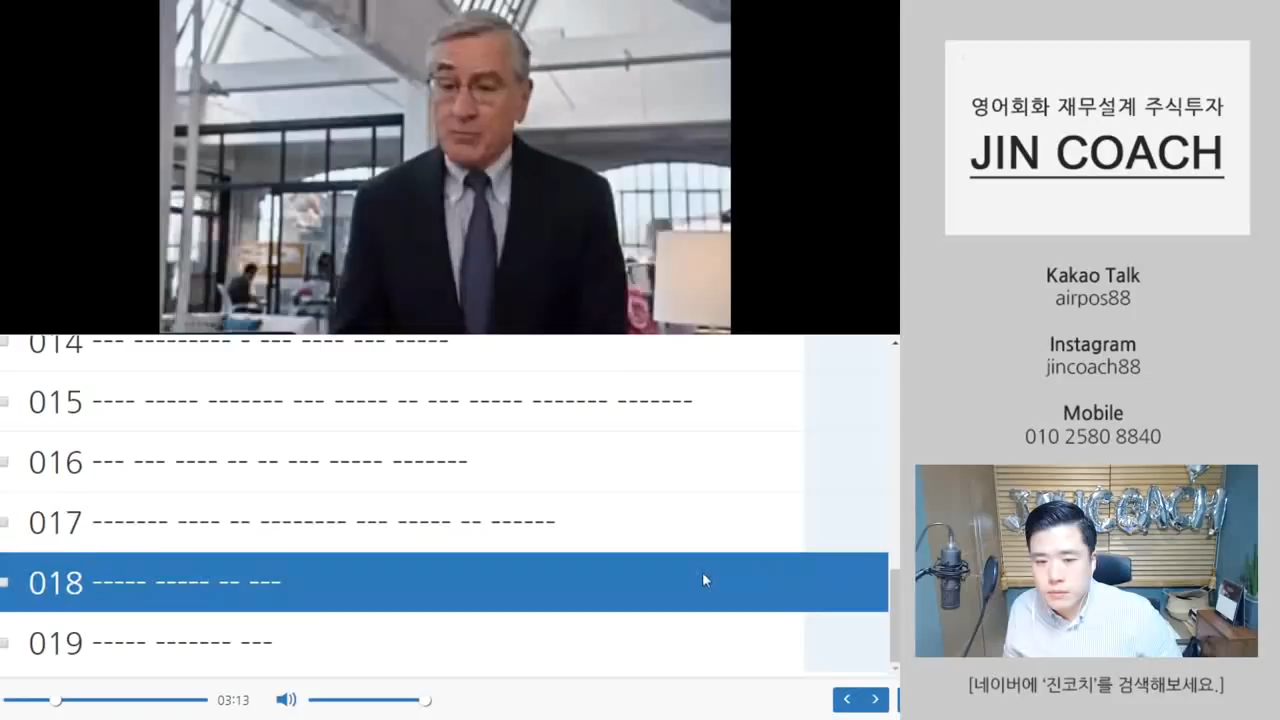 영어회화 재무설계 주식투자
JIN COACH
Kakao Talk
airpos88
Instagram
jincoach88
Mobile
010 2580 8840
014 --- --------- - --- ---- --- -----
015 ---- ----- ------- --- ----- -- --- ----- ------- -------
016 --- --- ---- -- -- --- ----- -------
017 ------- ---- -- -------- --- ----- -- ------
018 ----- ----- -- ---
019 ----- ------- ---
03:13
JINCOACH
[네이버에 '진코치'를 검색해보세요.]